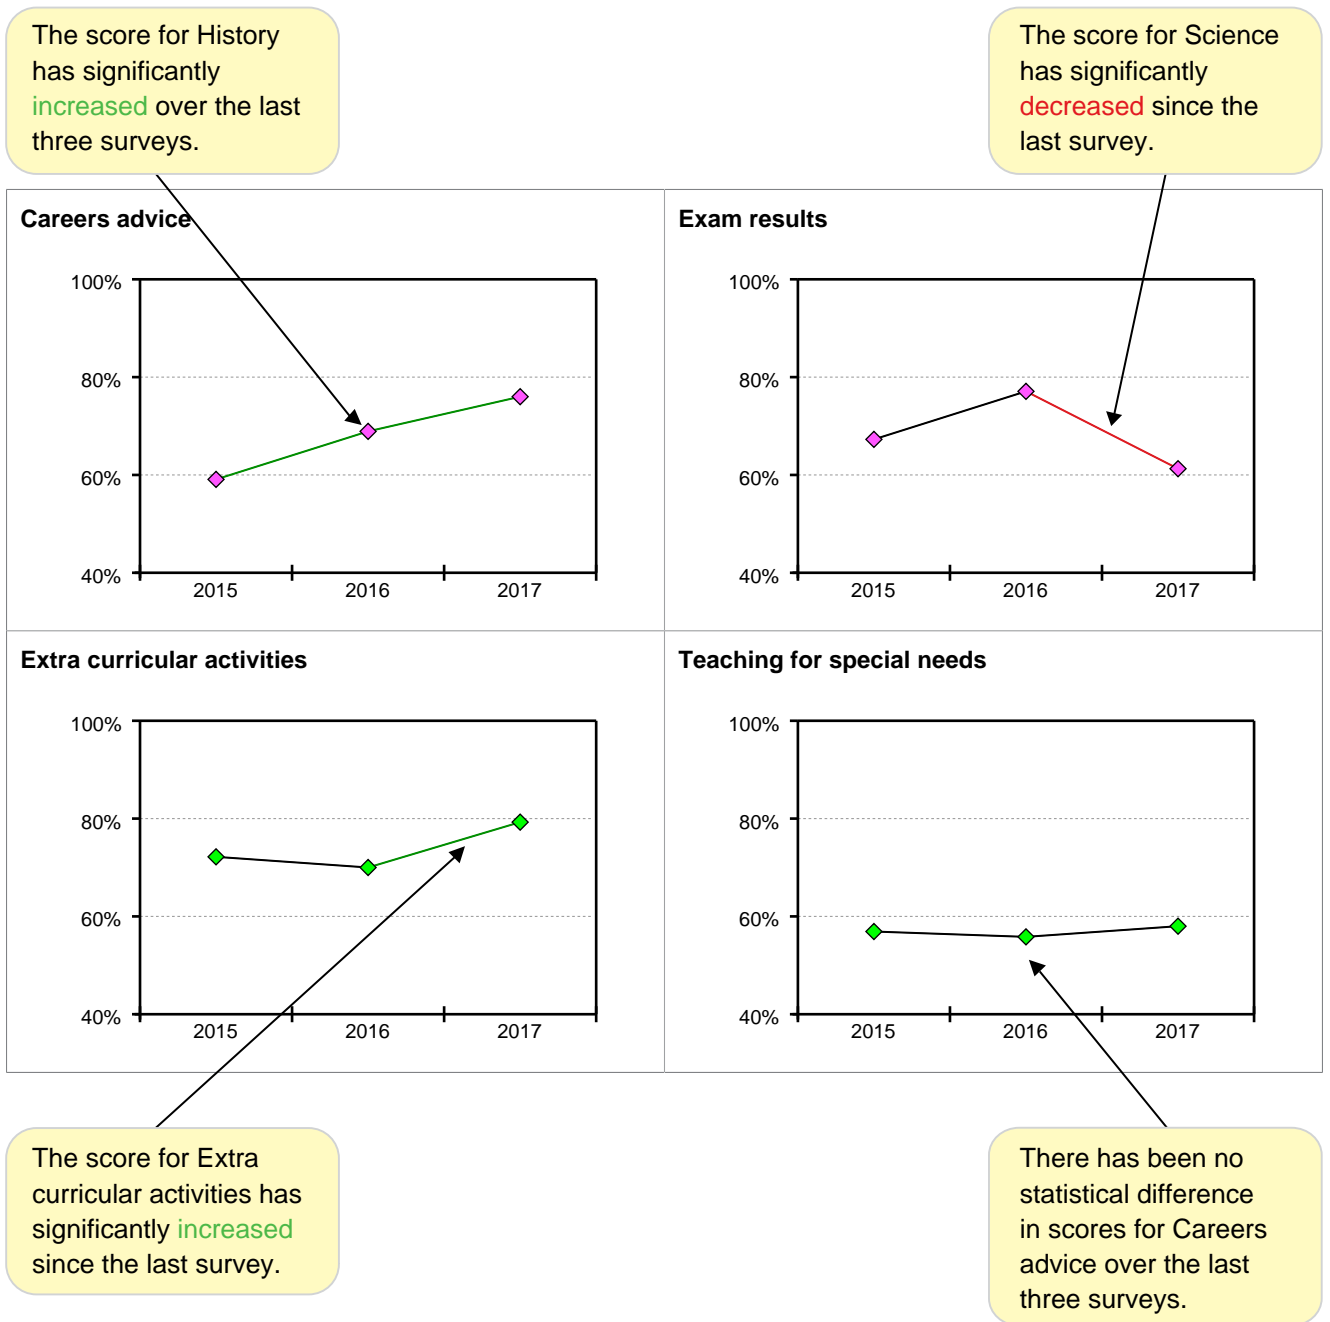 The score for History
has significantly
increased over the last
three surveys.
The score for Science
has significantly
decreased since the
last survey.
Careers advice
100%
80%
60%
40%
2015 2016 2017
Exam results
100%
80%
60%
40%
2015 2016 2017
Extra curricular activities
100%
80%
60%
40%
2015 2016 2017
Teaching for special needs
100%
80%
60%
40%
2015 2016 2017
The score for Extra
curricular activities has
significantly increased
since the last survey.
There has been no
statistical difference
in scores for Careers
advice over the last
three surveys.